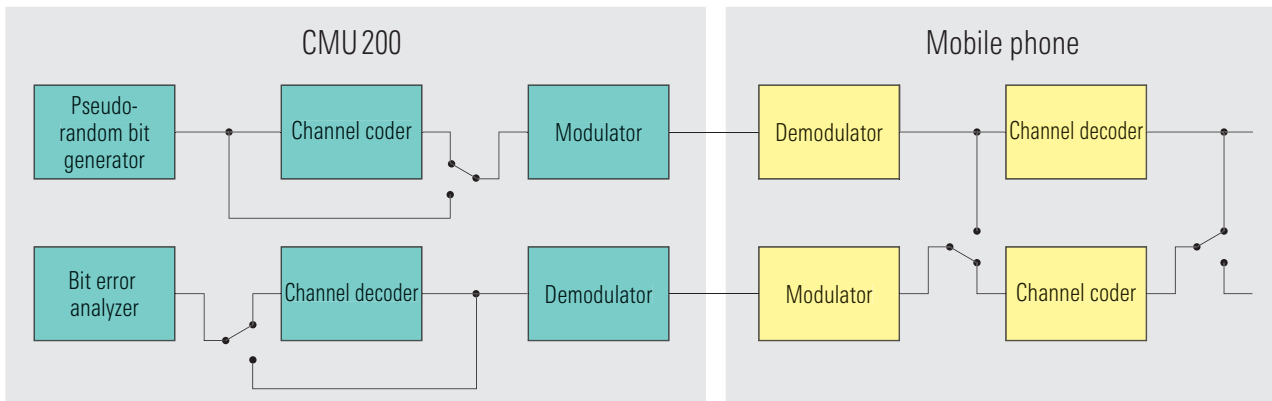 CMU 200
Mobile phone
Pseudo-
random bit
generator
Channel coder
Modulator
Demodulator
Channel decoder
Bit error
analyzer
Channel decoder
Demodulator
Modulator
Channel coder